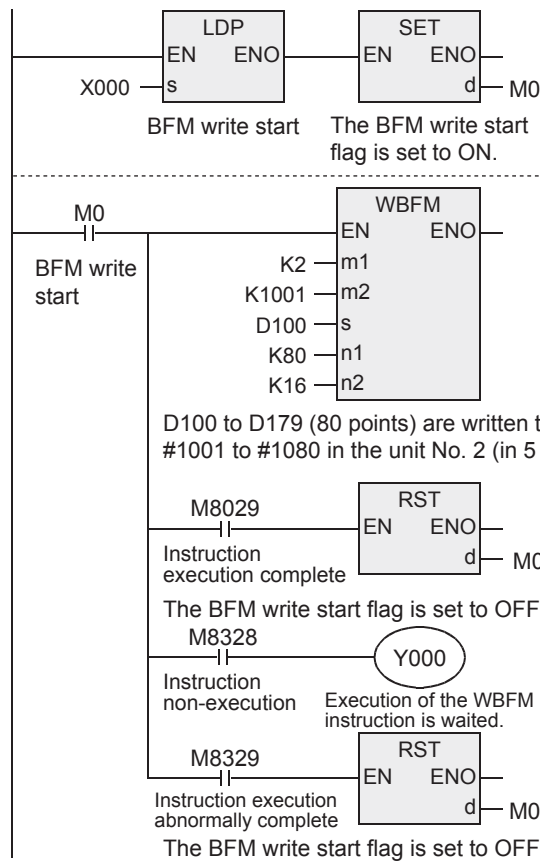 LDP
EN ENO
X000 s
BFM write start
SET
EN ENO
d M0
The BFM write start
flag is set to ON.
M0
BFM write
start
WBFM
EN ENO
K2 m1
K1001 m2
D100 s
K80 n1
K16 n2
D100 to D179 (80 points) are written
#1001 to #1080 in the unit No. 2 (in 5
M8029
Instruction
execution complete
RST
EN ENO
d M0
The BFM write start flag is set to OFF
M8328
Instruction
non-execution
Y000
Execution of the WBFM
instruction is waited.
M8329
Instruction execution
abnormally complete
RST
EN ENO
d M0
The BFM write start flag is set to OFF